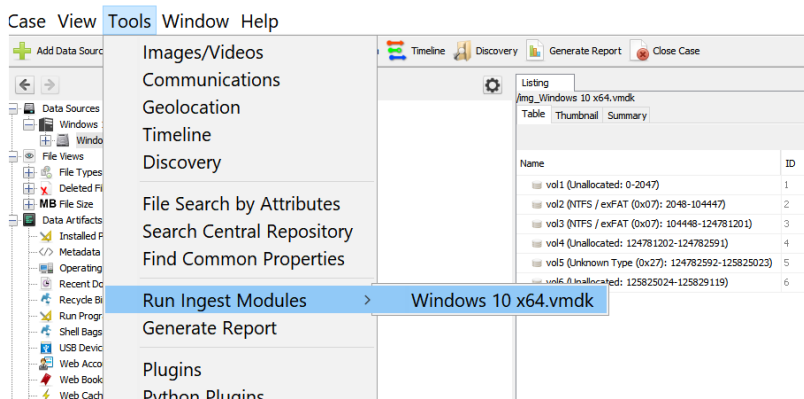 Case View Tools Window Help
Add Data Sourc
Timeline
Discovery
Generate Report
Close Case
Images/Videos
Communications
Geolocation
Timeline
Discovery
File Search by Attributes
Search Central Repository
Find Common Properties
Run Ingest Modules > Windows 10 x64.vmdk
Generate Report
Plugins
Python Plugins
Data Sources
Windows
Windo
File Views
File Types
Deleted Fi
MB File Size
Data Artifacts
Installed P
Metadata
Operating
Recent Do
Recycle Bi
Run Progr
Shell Bags
USB Devic
Web Acco
Web Book
Web Cach
Listing
/img_Windows 10 x64.vmdk
Table Thumbnail Summary
Name ID
vol1 (Unallocated: 0-2047) 1
vol2 (NTFS / exFAT (0x07): 2048-104447) 2
vol3 (NTFS / exFAT (0x07): 104448-124781201) 3
vol4 (Unallocated: 124781202-124782591) 4
vol5 (Unknown Type (0x27): 124782592-125825023) 5
vol6 (Unallocated: 125825024-125829119) 6